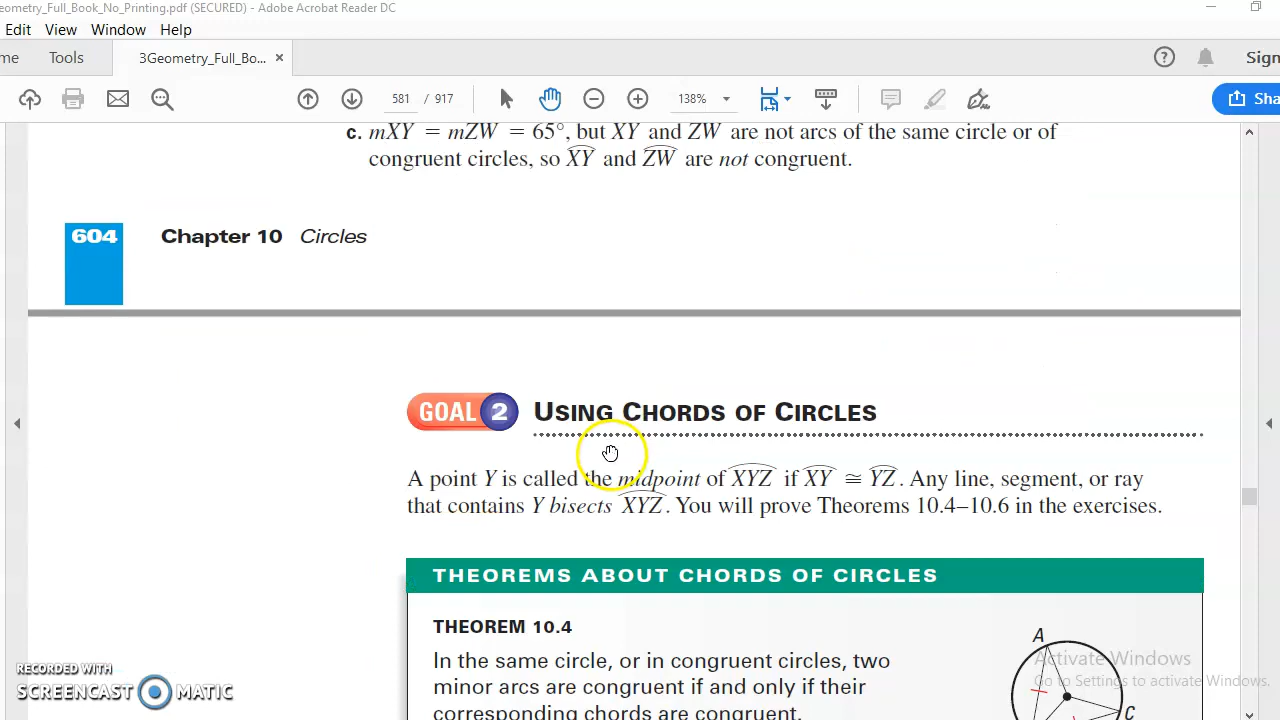 eometry_Full_Book_No_Printing.pdf (SECURED) - Adobe Acrobat Reader DC
Edit View Window Help
me Tools 3Geometry_Full_Bo... ×
581 / 917 138% Sha
Sign
c. mXY = mZW = 65°, but XY and ZW are not arcs of the same circle or of
congruent circles, so XY and ZW are not congruent.
604 Chapter 10 Circles
GOAL 2 USING CHORDS OF CIRCLES
A point Y is called the midpoint of XYZ if XY ≅ YZ. Any line, segment, or ray
that contains Y bisects XYZ. You will prove Theorems 10.4–10.6 in the exercises.
THEOREMS ABOUT CHORDS OF CIRCLES
THEOREM 10.4
In the same circle, or in congruent circles, two
minor arcs are congruent if and only if their
corresponding chords are congruent.
A
C
Activate Windows
Go to Settings to activate Windows.
RECORDED WITH
SCREENCAST MATIC